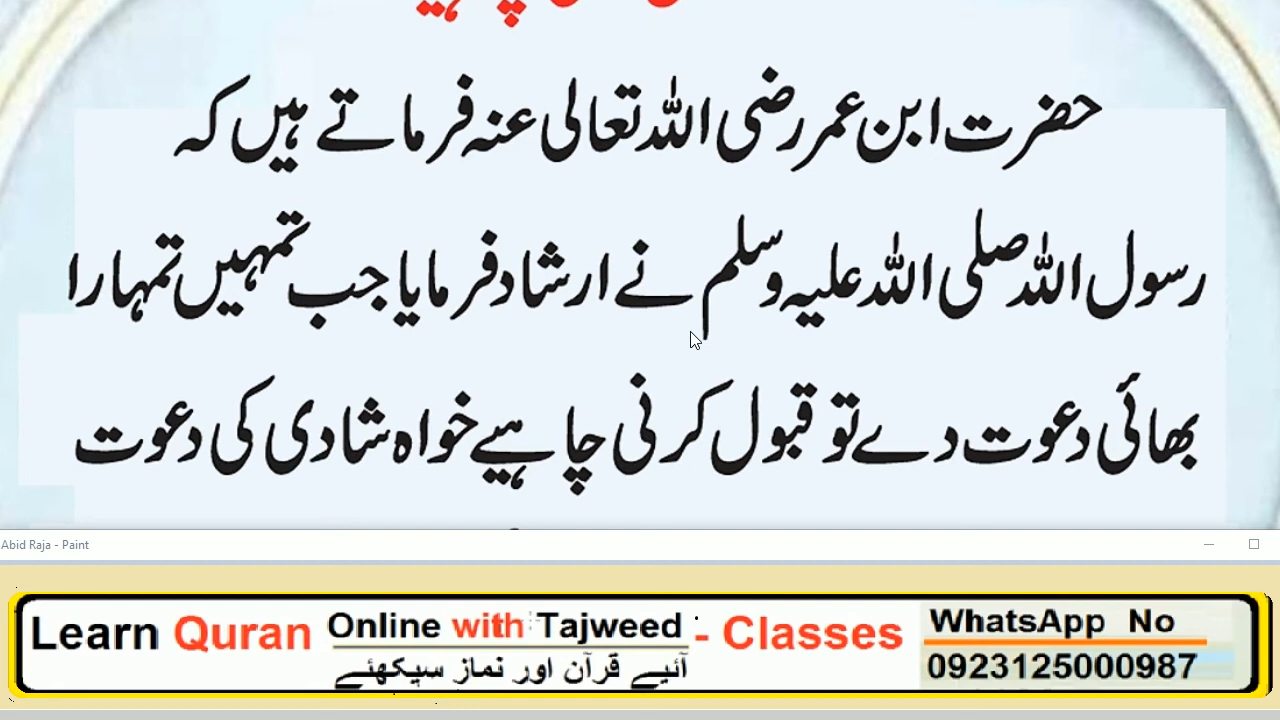 حضرت ابن عمر رضی اللہ تعالی عنہ فرماتے ہیں کہ
رسول اللہ صلی اللہ علیہ وسلم نے ارشاد فرمایا جب تمہیں تمہارا
بھائی دعوت دے تو قبول کرنی چاہیے خواہ شادی کی دعوت
Abid Raja - Paint
Learn Quran Online with Tajweed - Classes
آئیے قرآن اور نماز سیکھئے
WhatsApp No
0923125000987